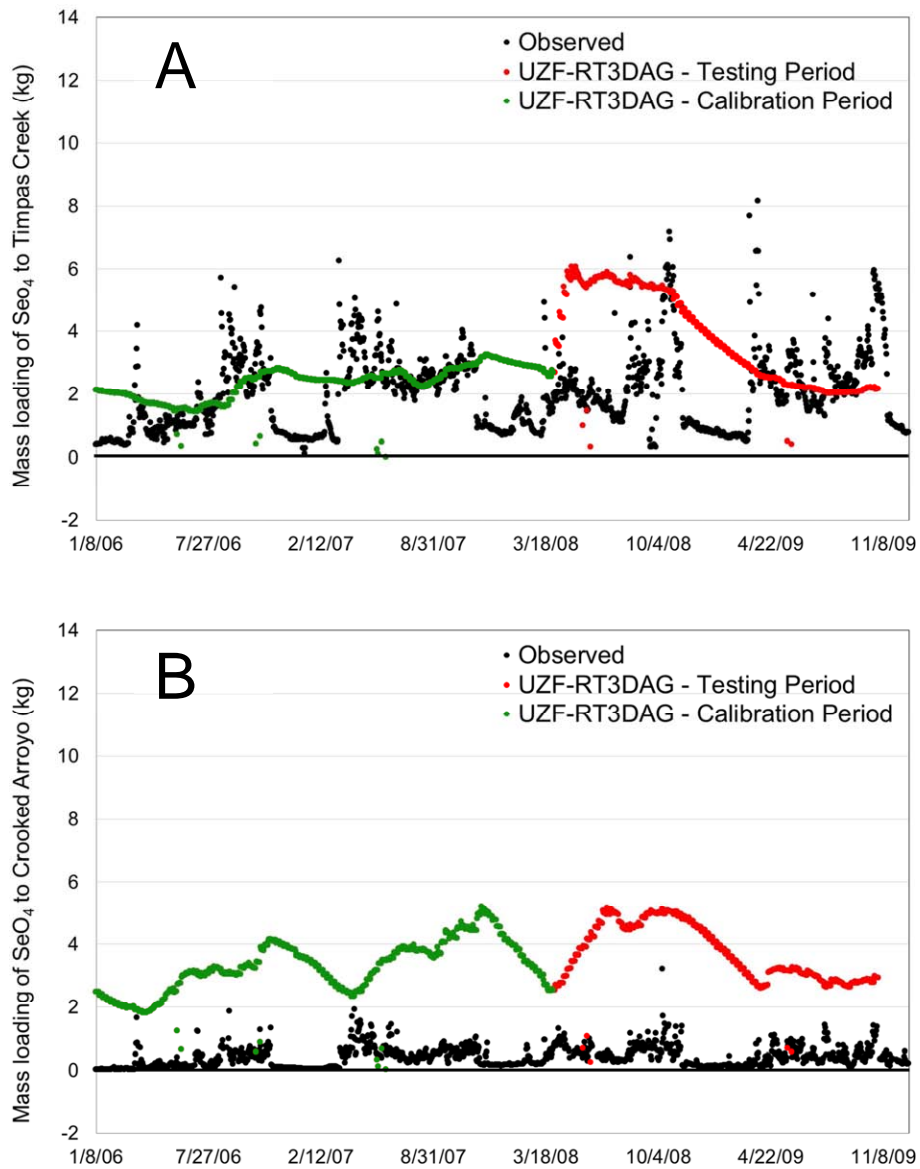 A
Mass loading of Seo₄ to Timpas Creek (kg)
Observed
UZF-RT3DAG - Testing Period
UZF-RT3DAG - Calibration Period
14
12
10
8
6
4
2
0
-2
1/8/06 7/27/06 2/12/07 8/31/07 3/18/08 10/4/08 4/22/09 11/8/09
B
Mass loading of SeO₄ to Crooked Arroyo (kg)
Observed
UZF-RT3DAG - Testing Period
UZF-RT3DAG - Calibration Period
14
12
10
8
6
4
2
0
-2
1/8/06 7/27/06 2/12/07 8/31/07 3/18/08 10/4/08 4/22/09 11/8/09